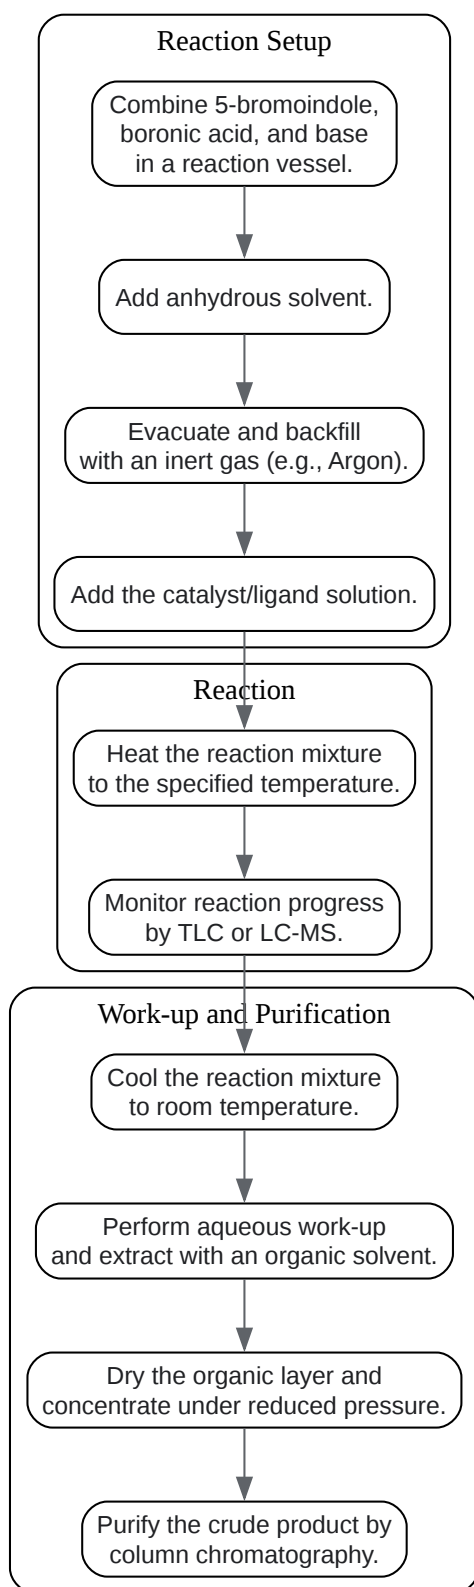 Reaction Setup
Combine 5-bromoindole,
boronic acid, and base
in a reaction vessel.
Add anhydrous solvent.
Evacuate and backfill
with an inert gas (e.g., Argon).
Add the catalyst/ligand solution.
Reaction
Heat the reaction mixture
to the specified temperature.
Monitor reaction progress
by TLC or LC-MS.
Work-up and Purification
Cool the reaction mixture
to room temperature.
Perform aqueous work-up
and extract with an organic solvent.
Dry the organic layer and
concentrate under reduced pressure.
Purify the crude product by
column chromatography.